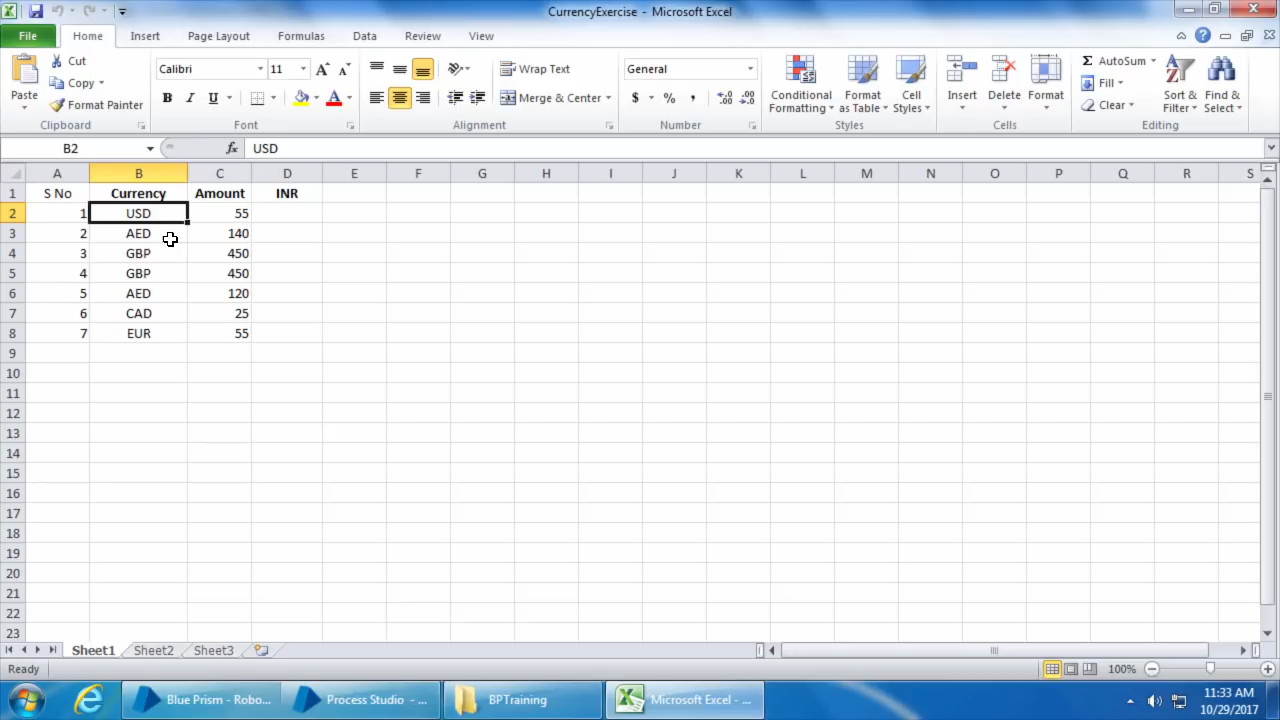 CurrencyExercise - Microsoft Excel
File Home Insert Page Layout Formulas Data Review View
Paste
Cut
Copy
Format Painter
Clipboard
Calibri 11
B I U
Font
Wrap Text
Merge & Center
Alignment
General
$ % ,
Number
Conditional Formatting
Format as Table
Cell Styles
Styles
Insert Delete Format
Cells
AutoSum
Fill
Clear
Sort & Filter
Find & Select
Editing
B2 fx USD
A B C D E F G H I J K L M N O P Q R S
1 S No Currency Amount INR
2 1 USD 55
3 2 AED 140
4 3 GBP 450
5 4 GBP 450
6 5 AED 120
7 6 CAD 25
8 7 EUR 55
9
10
11
12
13
14
15
16
17
18
19
20
21
22
23
Sheet1 Sheet2 Sheet3
Ready 100%
Blue Prism - Robo... Process Studio - ... BPTraining Microsoft Excel - ...
11:33 AM
10/29/2017